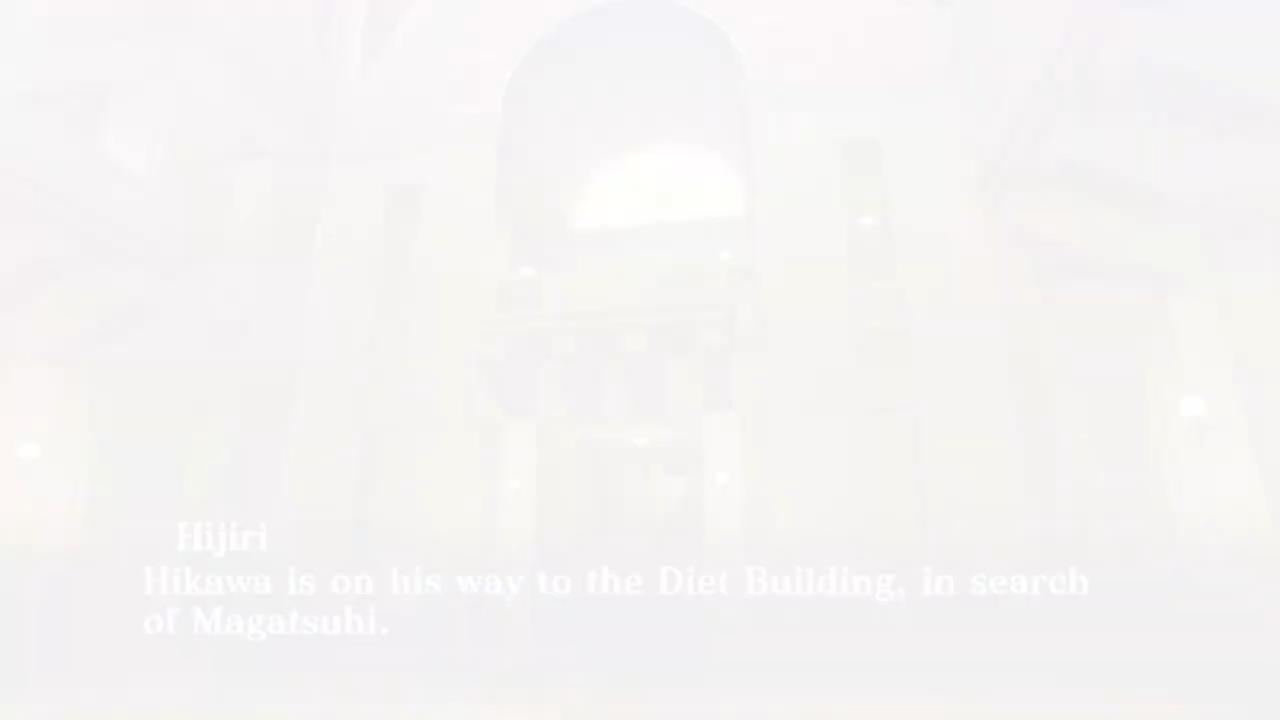 Hijiri
Hikawa is on his way to the Diet Building, in search
of Magatsuhi.